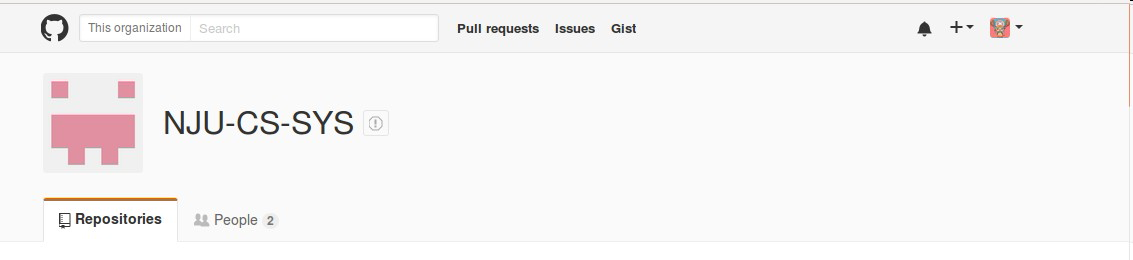 This organization Search Pull requests Issues Gist
NJU-CS-SYS
Repositories People 2